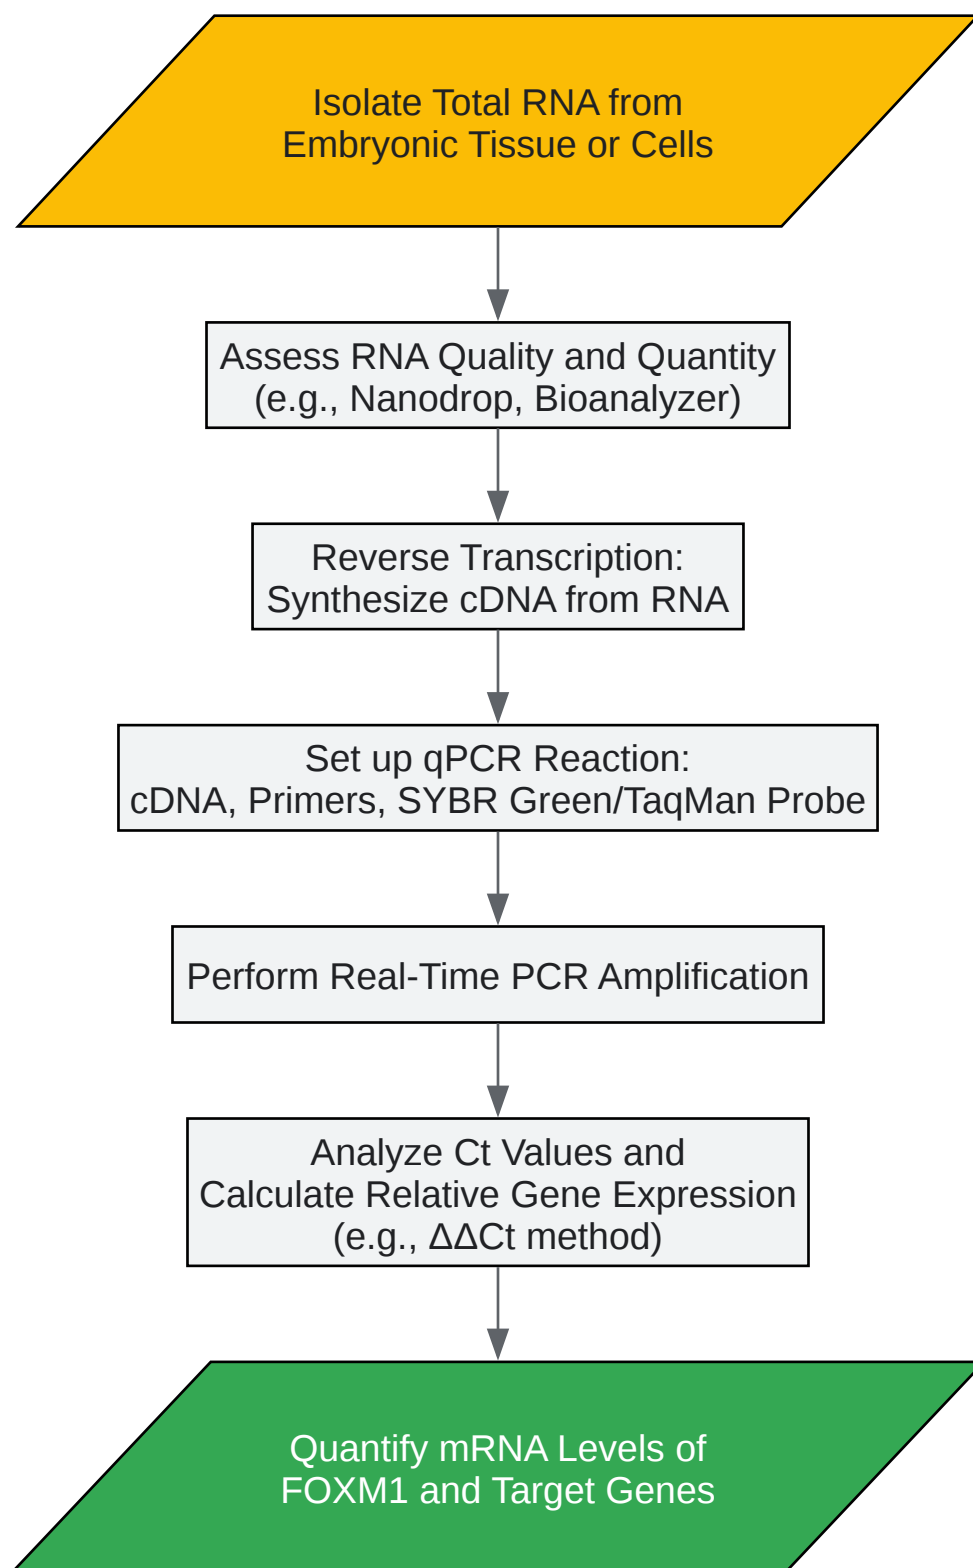 Isolate Total RNA from
Embryonic Tissue or Cells
Assess RNA Quality and Quantity
(e.g., Nanodrop, Bioanalyzer)
Reverse Transcription:
Synthesize cDNA from RNA
Set up qPCR Reaction:
cDNA, Primers, SYBR Green/TaqMan Probe
Perform Real-Time PCR Amplification
Analyze Ct Values and
Calculate Relative Gene Expression
(e.g., ΔΔCt method)
Quantify mRNA Levels of
FOXM1 and Target Genes